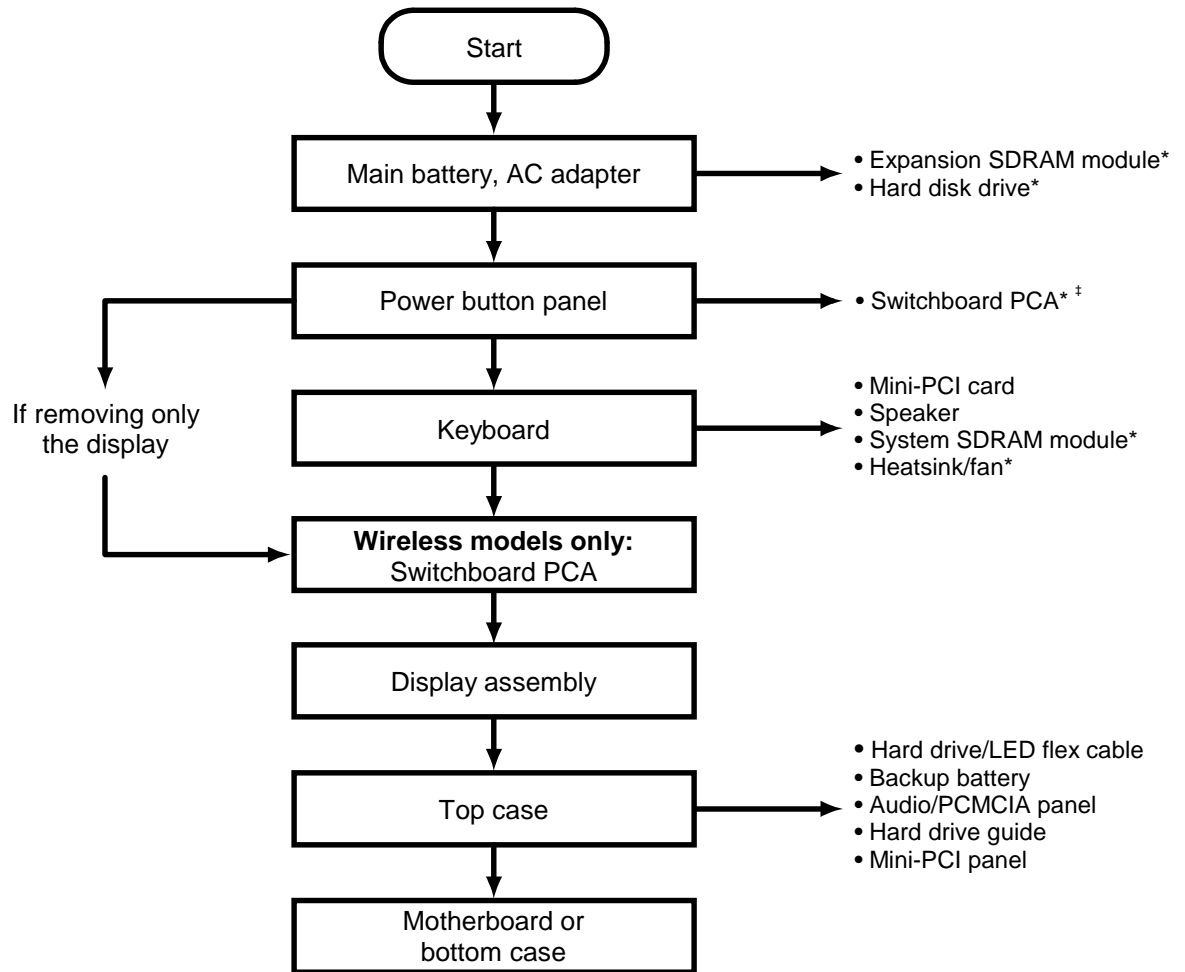 Start
Main battery, AC adapter
• Expansion SDRAM module*
• Hard disk drive*
Power button panel
• Switchboard PCA* ‡
If removing only
the display
Keyboard
• Mini-PCI card
• Speaker
• System SDRAM module*
• Heatsink/fan*
Wireless models only:
Switchboard PCA
Display assembly
Top case
• Hard drive/LED flex cable
• Backup battery
• Audio/PCMCIA panel
• Hard drive guide
• Mini-PCI panel
Motherboard or
bottom case